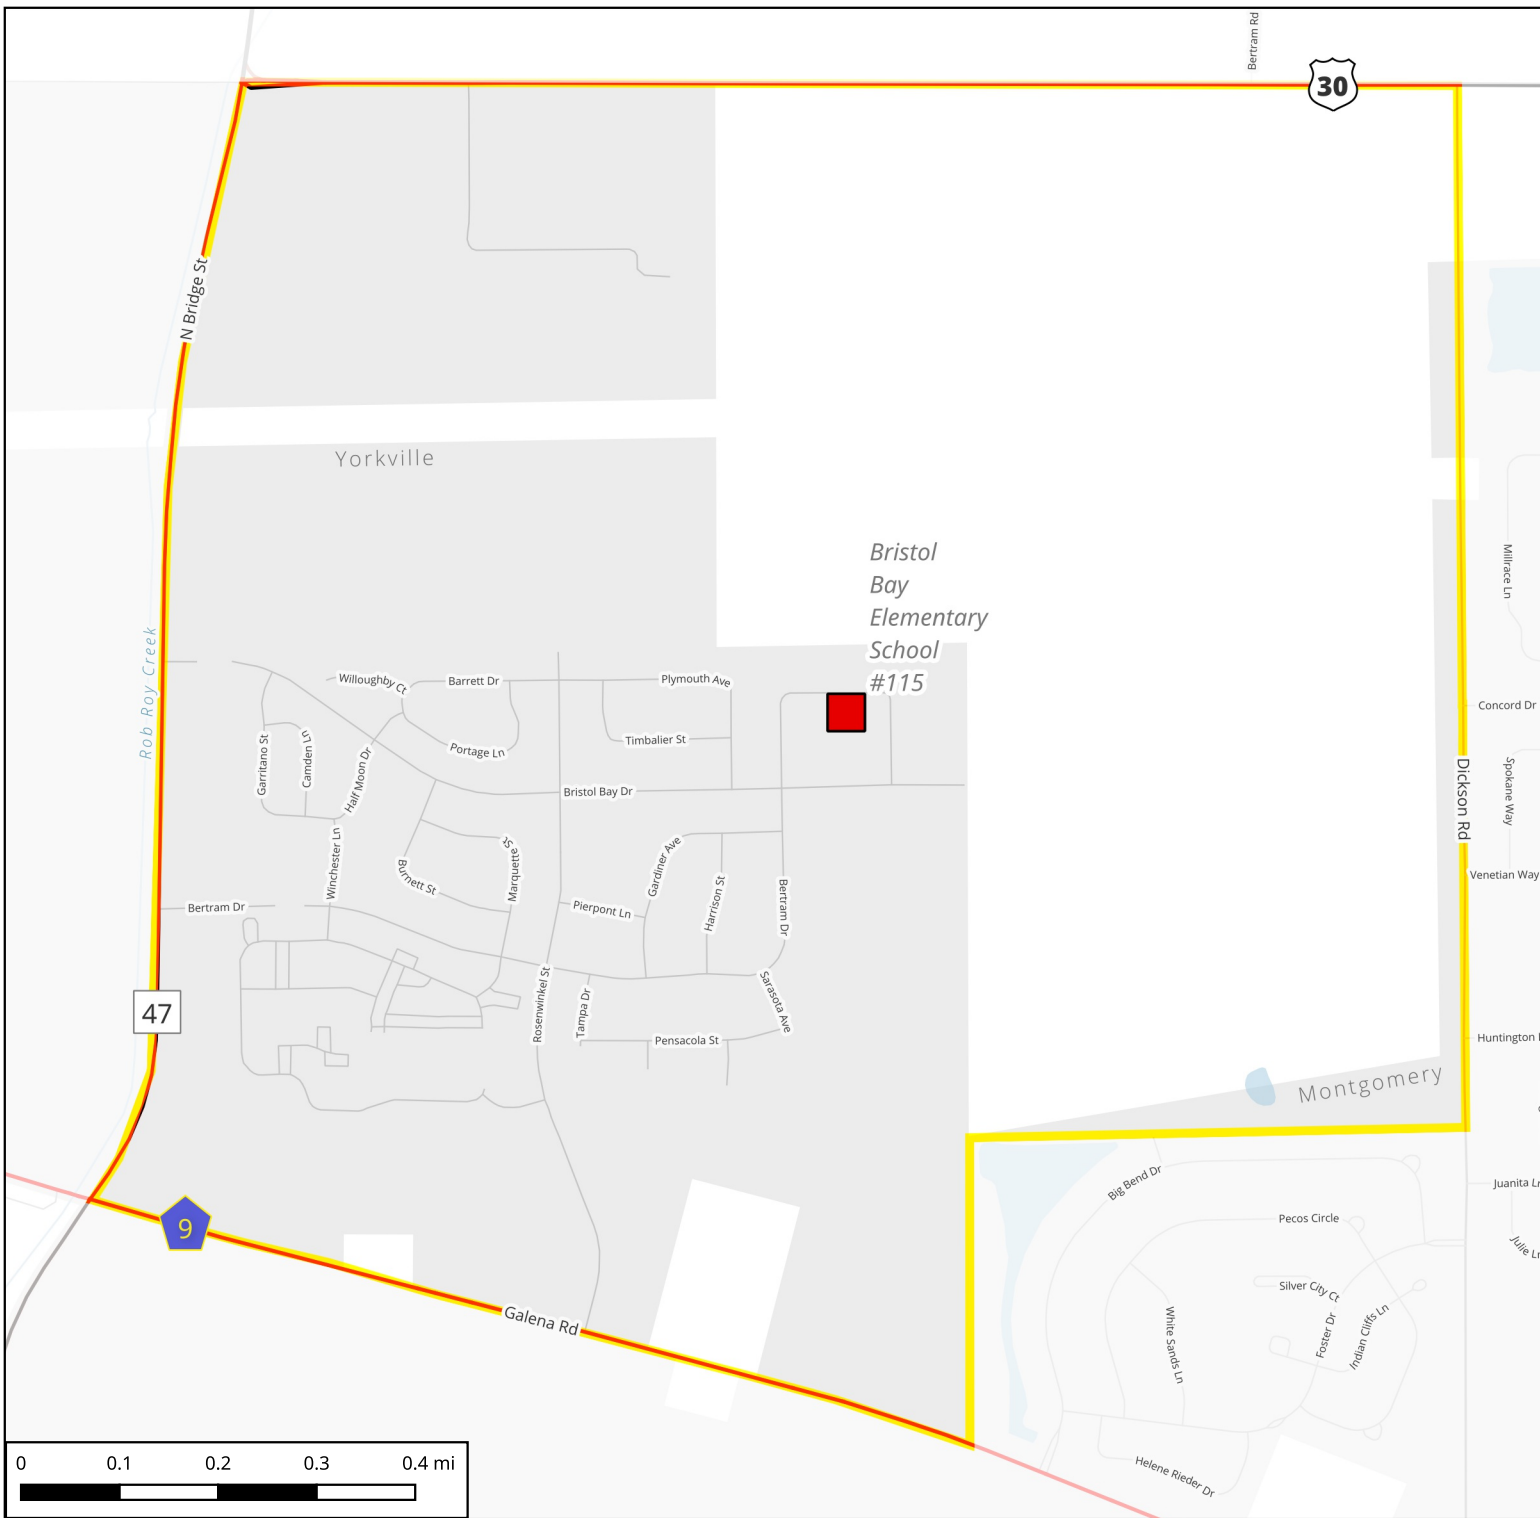 Bertram Rd
30
N Bridge St
Yorkville
Bristol
Bay
Elementary
School
#115
Millrace Ln
Rob Roy Creek
Willoughby Ct
Barrett Dr
Plymouth Ave
Concord Dr
Garritano St
Camden Ln
Half Moon Dr
Portage Ln
Timbalier St
Bristol Bay Dr
Dickson Rd
Spokane Way
Winchester Ln
Burnett St
Marquette St
Gardiner Ave
Harrison St
Bertram Dr
Venetian Way
Bertram Dr
Pierpont Ln
47
Rosenwinkel St
Tampa Dr
Sarasota Ave
Pensacola St
Huntington
Montgomery
Big Bend Dr
Juanita Ln
9
Pecos Circle
Julie Ln
Silver City Ct
Galena Rd
White Sands Ln
Foster Dr
Indian Cliffs Ln
Helene Rieder Dr
0 0.1 0.2 0.3 0.4 mi